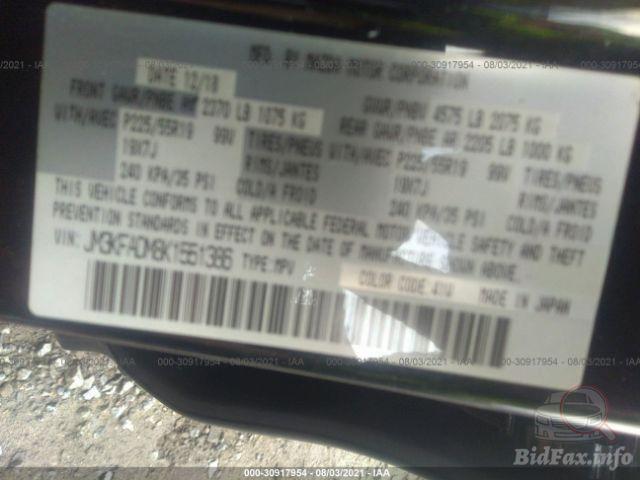 000-30917954 - 08/03/2021 - IAA
MFD. BY MAZDA MOTOR CORPORATION
DATE 12/18
GVWR/PNBV 4575 LB 2075 KG
FRONT GAWR/PNBE AV 2370 LB 1075 KG
REAR GAWR/PNBE AR 2205 LB 1000 KG
WITH/AVEC P225/55R19 99V TIRES/PNEUS
19X7J RIMS/JANTES
240 KPA/35 PSI COLD/A FROID
WITH/AVEC P225/55R19 99V TIRES/PNEUS
19X7J RIMS/JANTES
240 KPA/35 PSI COLD/A FROID
THIS VEHICLE CONFORMS TO ALL APPLICABLE FEDERAL MOTOR VEHICLE SAFETY AND THEFT
PREVENTION STANDARDS IN EFFECT ON THE DATE OF MANUFACTURE SHOWN ABOVE.
VIN: JM3KFADM8K1551386 TYPE: MPV
COLOR CODE: 41W MADE IN JAPAN
000-30917954 - 08/03/2021 - IAA
000-30917954 - 08/03/2021 - IAA
BidFax.info